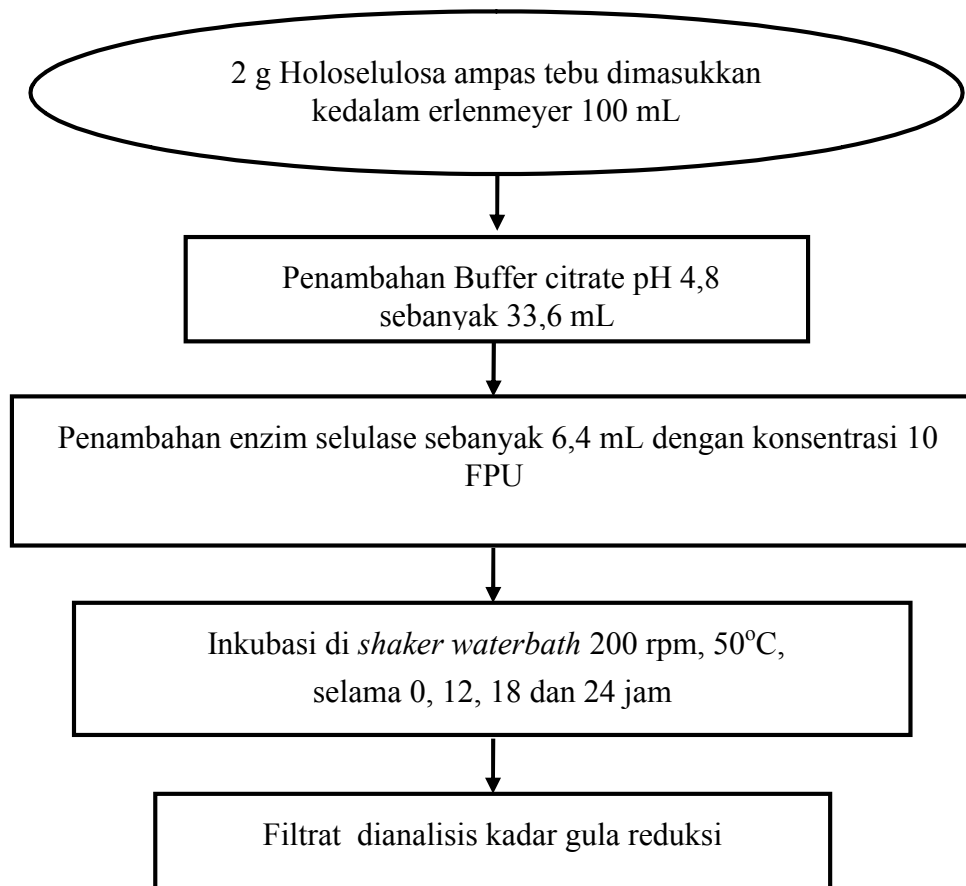 2 g Holoselulosa ampas tebu dimasukkan
kedalam erlenmeyer 100 mL
Penambahan Buffer citrate pH 4,8
sebanyak 33,6 mL
Penambahan enzim selulase sebanyak 6,4 mL dengan konsentrasi 10
FPU
Inkubasi di shaker waterbath 200 rpm, 50°C,
selama 0, 12, 18 dan 24 jam
Filtrat dianalisis kadar gula reduksi